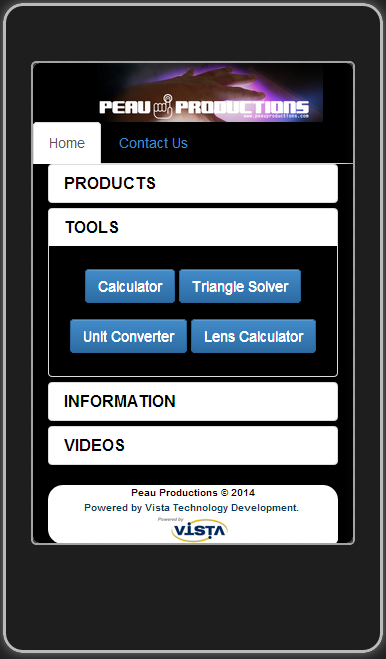 PEAU PRODUCTIONS
www.peauproductions.com
Home Contact Us
PRODUCTS
TOOLS
Calculator Triangle Solver
Unit Converter Lens Calculator
INFORMATION
VIDEOS
Peau Productions © 2014
Powered by Vista Technology Development.
Powered by
VISTA